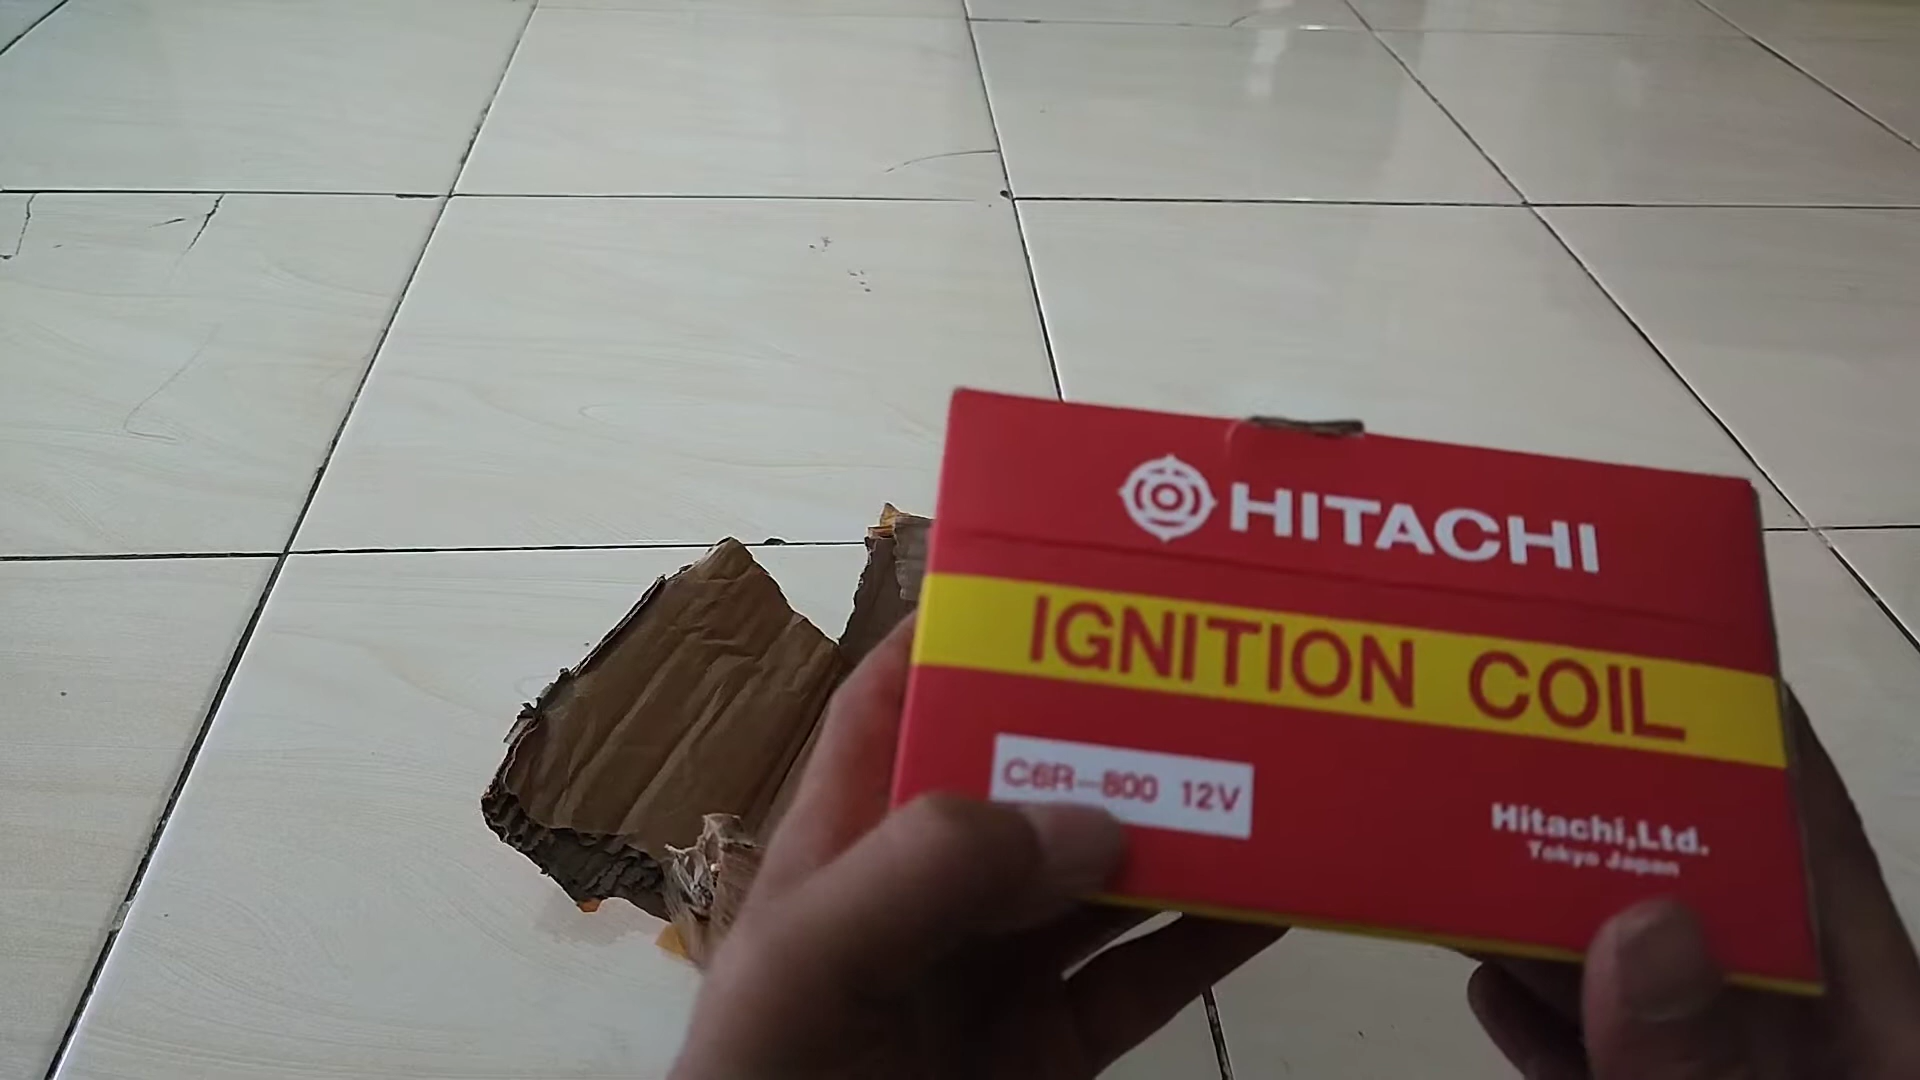 HITACHI
IGNITION COIL
C6R-800 12V
Hitachi,Ltd.
Tokyo Japan